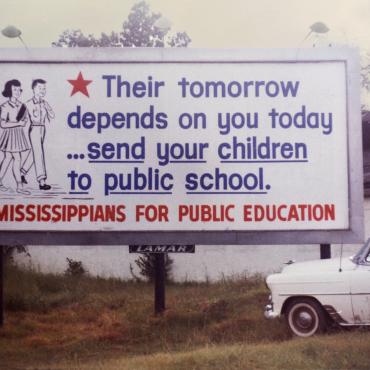 Their tomorrow
depends on you today
...send your children
to public school.
MISSISSIPPIANS FOR PUBLIC EDUCATION
LAMAR